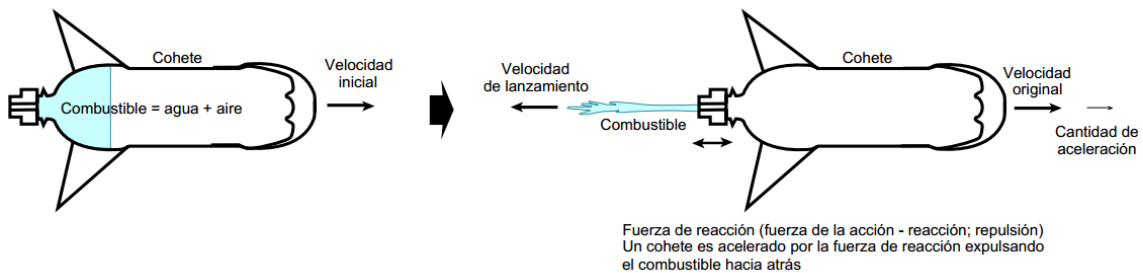 Cohete
Velocidad
inicial
Combustible = agua + aire
Velocidad
de lanzamiento
Combustible
Cohete
Velocidad
original
Cantidad de
aceleración
Fuerza de reacción (fuerza de la acción - reacción; repulsión)
Un cohete es acelerado por la fuerza de reacción expulsando
el combustible hacia atrás